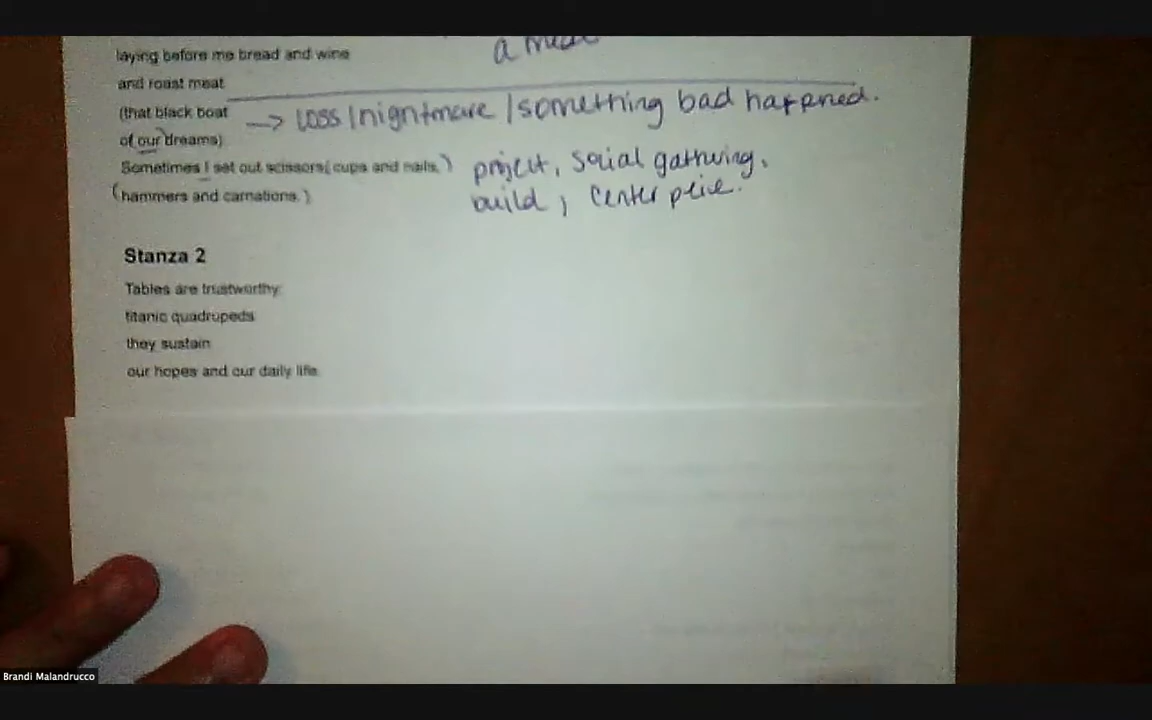 laying before me bread and wine
a meal
and roast meat
(that black boat
→ Loss/nightmare/something bad happened.
of our dreams)
Sometimes I set out scissors(cups and nails,) project, social gathering,
(hammers and carnations.) build, center peice.
Stanza 2
Tables are trustworthy:
titanic quadrupeds
they sustain
our hopes and our daily life.
Brandi Malandrucco